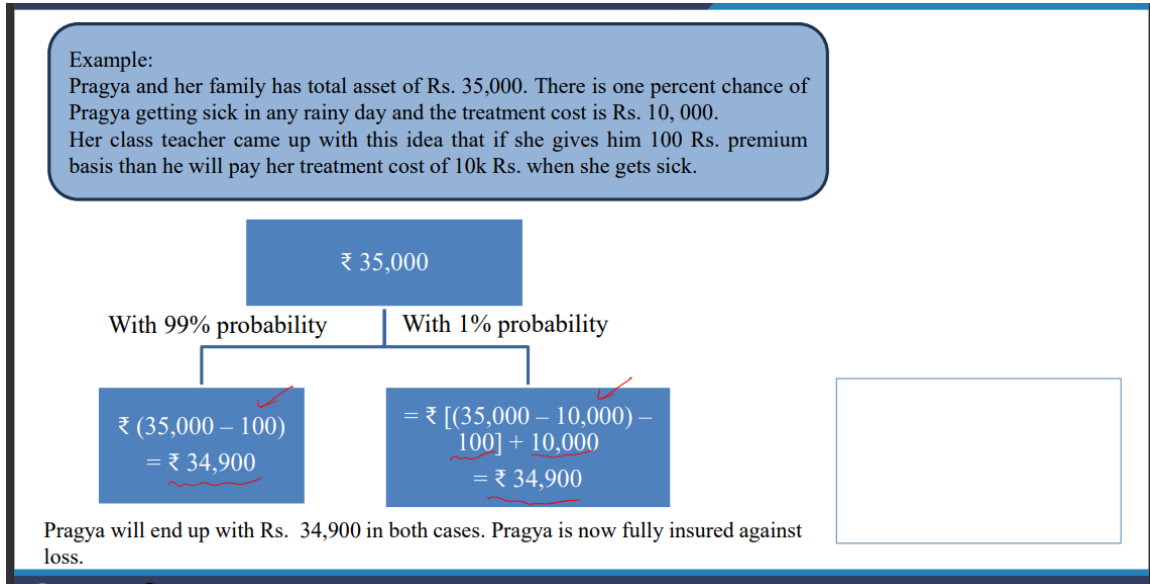 Example:
Pragya and her family has total asset of Rs. 35,000. There is one percent chance of
Pragya getting sick in any rainy day and the treatment cost is Rs. 10, 000.
Her class teacher came up with this idea that if she gives him 100 Rs. premium
basis than he will pay her treatment cost of 10k Rs. when she gets sick.
₹ 35,000
With 99% probability
With 1% probability
₹ (35,000 – 100)
= ₹ 34,900
= ₹ [(35,000 – 10,000) –
100] + 10,000
= ₹ 34,900
Pragya will end up with Rs. 34,900 in both cases. Pragya is now fully insured against
loss.